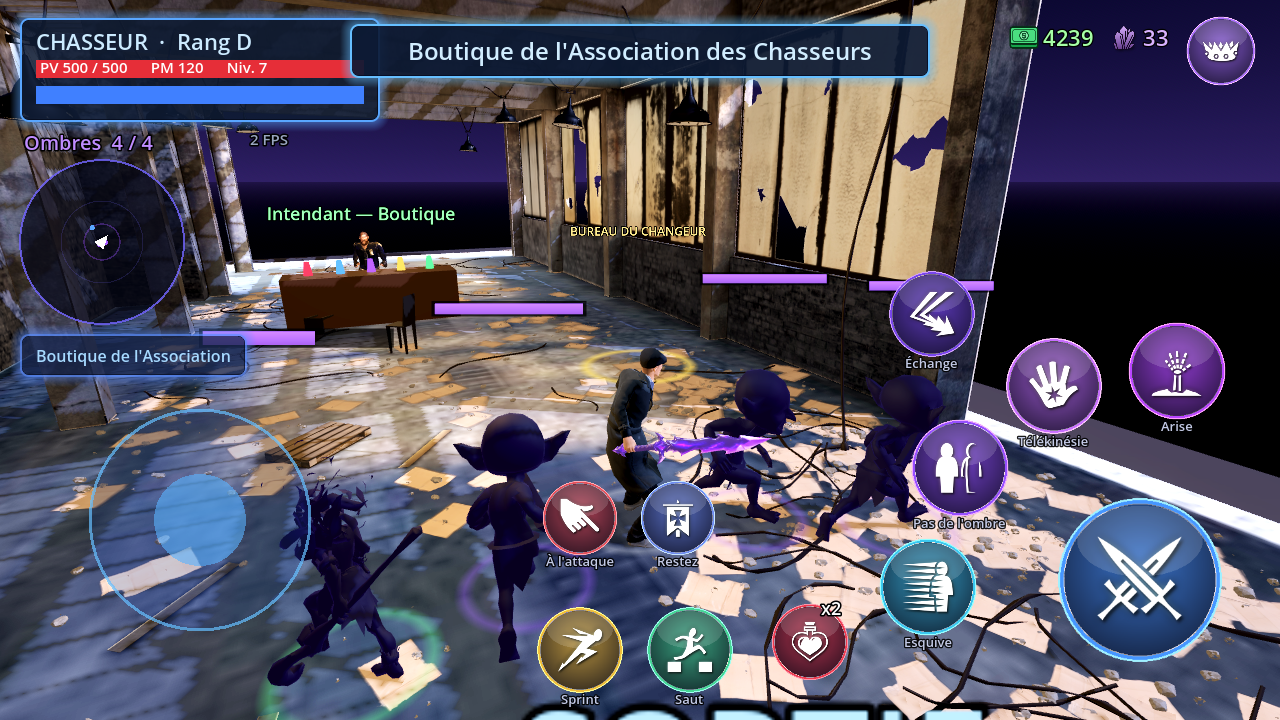 CHASSEUR · Rang D
PV 500 / 500 PM 120 Niv. 7
Boutique de l'Association des Chasseurs
4239
33
Ombres 4 / 4
2 FPS
Intendant — Boutique
BUREAU DU CHANGEUR
Boutique de l'Association
Échange
Télékinésie
Arise
Pas de l'ombre
À l'attaque
Restez
x2
Esquive
Sprint
Saut